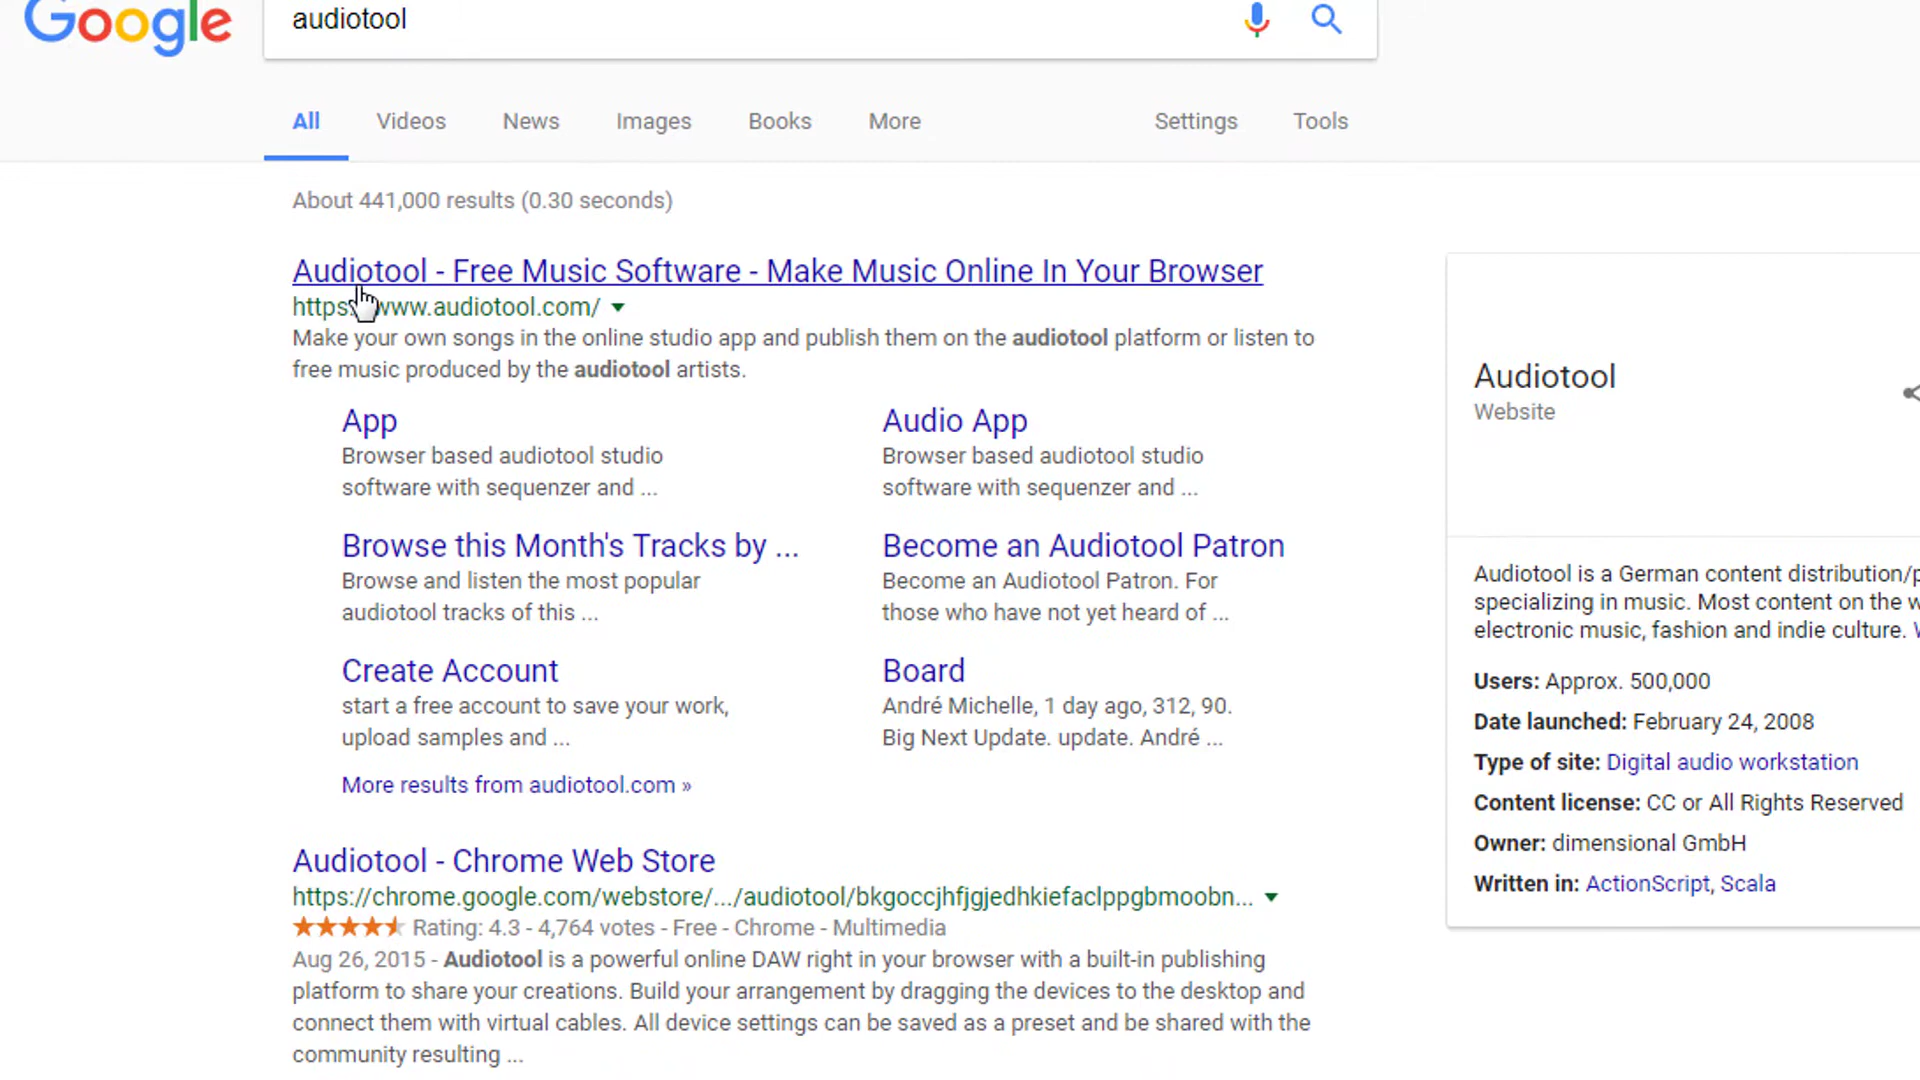 Google
audiotool
All Videos News Images Books More Settings Tools
About 441,000 results (0.30 seconds)
Audiotool - Free Music Software - Make Music Online In Your Browser
https://www.audiotool.com/
Make your own songs in the online studio app and publish them on the audiotool platform or listen to
free music produced by the audiotool artists.
App
Browser based audiotool studio
software with sequenzer and ...
Audio App
Browser based audiotool studio
software with sequenzer and ...
Browse this Month's Tracks by ...
Browse and listen the most popular
audiotool tracks of this ...
Become an Audiotool Patron
Become an Audiotool Patron. For
those who have not yet heard of ...
Create Account
start a free account to save your work,
upload samples and ...
Board
André Michelle, 1 day ago, 312, 90.
Big Next Update. update. André ...
More results from audiotool.com »
Audiotool - Chrome Web Store
https://chrome.google.com/webstore/.../audiotool/bkgoccjhfjgjedhkiefaclppgbmoobn...
Rating: 4.3 - 4,764 votes - Free - Chrome - Multimedia
Aug 26, 2015 - Audiotool is a powerful online DAW right in your browser with a built-in publishing
platform to share your creations. Build your arrangement by dragging the devices to the desktop and
connect them with virtual cables. All device settings can be saved as a preset and be shared with the
community resulting ...
Audiotool
Website
Audiotool is a German content distribution/
specializing in music. Most content on the
electronic music, fashion and indie culture.
Users: Approx. 500,000
Date launched: February 24, 2008
Type of site: Digital audio workstation
Content license: CC or All Rights Reserved
Owner: dimensional GmbH
Written in: ActionScript, Scala